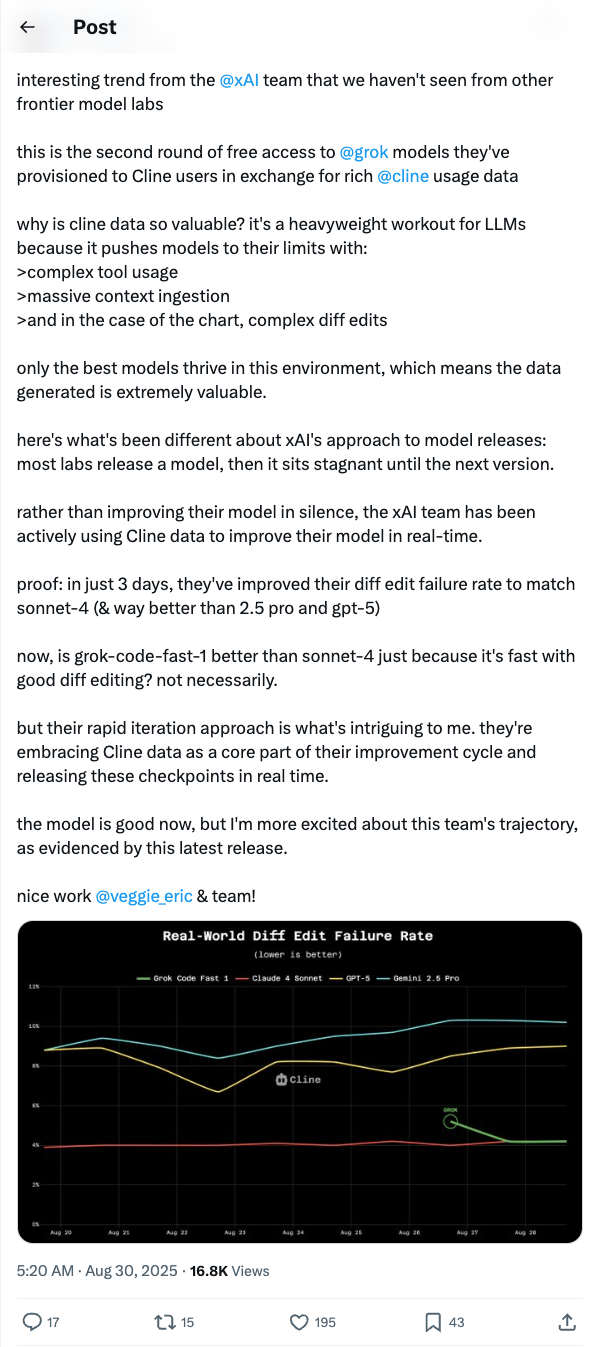 Post
interesting trend from the @xAI team that we haven't seen from other
frontier model labs
this is the second round of free access to @grok models they've
provisioned to Cline users in exchange for rich @cline usage data
why is cline data so valuable? it's a heavyweight workout for LLMs
because it pushes models to their limits with:
>complex tool usage
>massive context ingestion
>and in the case of the chart, complex diff edits
only the best models thrive in this environment, which means the data
generated is extremely valuable.
here's what's been different about xAI's approach to model releases:
most labs release a model, then it sits stagnant until the next version.
rather than improving their model in silence, the xAI team has been
actively using Cline data to improve their model in real-time.
proof: in just 3 days, they've improved their diff edit failure rate to match
sonnet-4 (& way better than 2.5 pro and gpt-5)
now, is grok-code-fast-1 better than sonnet-4 just because it's fast with
good diff editing? not necessarily.
but their rapid iteration approach is what's intriguing to me. they're
embracing Cline data as a core part of their improvement cycle and
releasing these checkpoints in real time.
the model is good now, but I'm more excited about this team's trajectory,
as evidenced by this latest release.
nice work @veggie_eric & team!
Real-World Diff Edit Failure Rate
(lower is better)
Grok Code Fast 1 Claude 4 Sonnet GPT-5 Gemini 2.5 Pro
12%
10%
8%
Cline
6%
GROK
4%
2%
0%
Aug 20 Aug 21 Aug 22 Aug 23 Aug 24 Aug 25 Aug 26 Aug 27 Aug 28
5:20 AM · Aug 30, 2025 · 16.8K Views
17 15 195 43